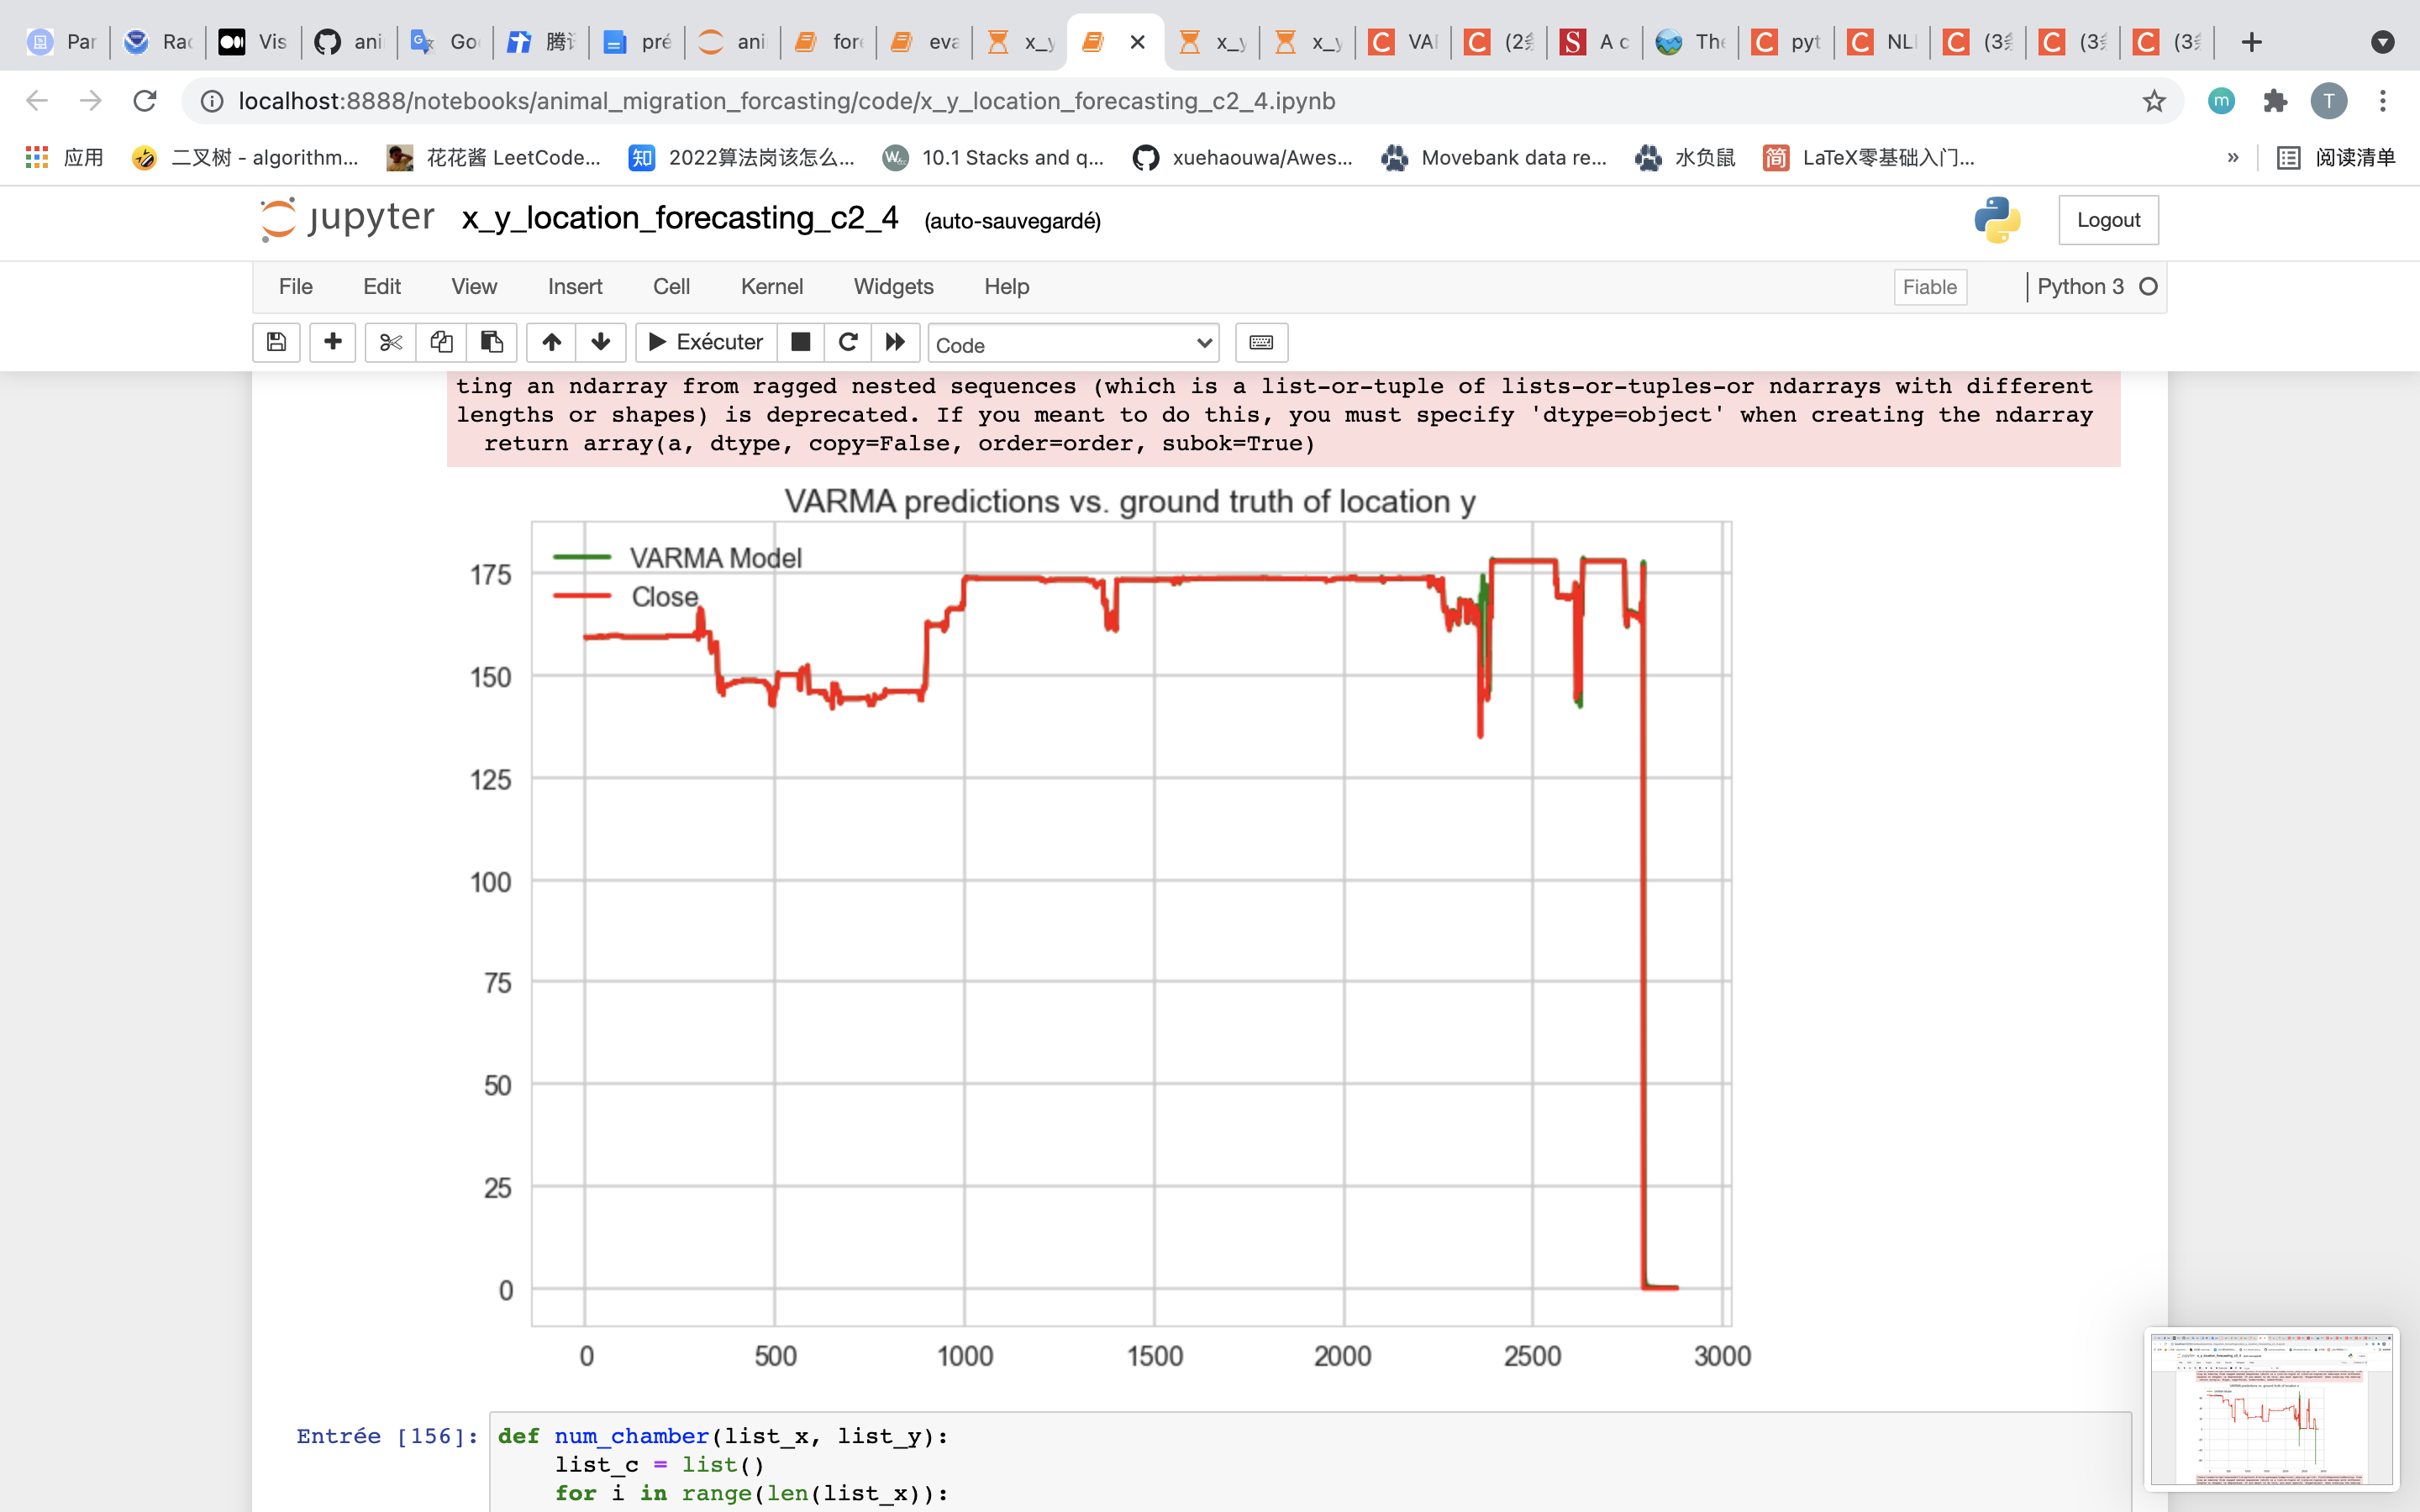 Par
Rac
Vis
ani
Go
腾
pré
ani
for
eva
x_y
x_y
x_y
VA
(2
A c
The
pyt
NL
(3
(3
(3
localhost:8888/notebooks/animal_migration_forcasting/code/x_y_location_forecasting_c2_4.ipynb
m
T
应用
二叉树 - algorithm...
花花酱 LeetCode...
知 2022算法岗该怎么...
10.1 Stacks and q...
xuehaouwa/Awes...
Movebank data re...
水负鼠
简 LaTeX零基础入门...
»
阅读清单
jupyter x_y_location_forecasting_c2_4 (auto-sauvegardé)
Logout
File Edit View Insert Cell Kernel Widgets Help
Fiable
Python 3
Exécuter
Code
ting an ndarray from ragged nested sequences (which is a list-or-tuple of lists-or-tuples-or ndarrays with different
lengths or shapes) is deprecated. If you meant to do this, you must specify 'dtype=object' when creating the ndarray
return array(a, dtype, copy=False, order=order, subok=True)
VARMA predictions vs. ground truth of location y
VARMA Model
Close
175
150
125
100
75
50
25
0
0 500 1000 1500 2000 2500 3000
Entrée [156]: def num_chamber(list_x, list_y):
list_c = list()
for i in range(len(list_x)):